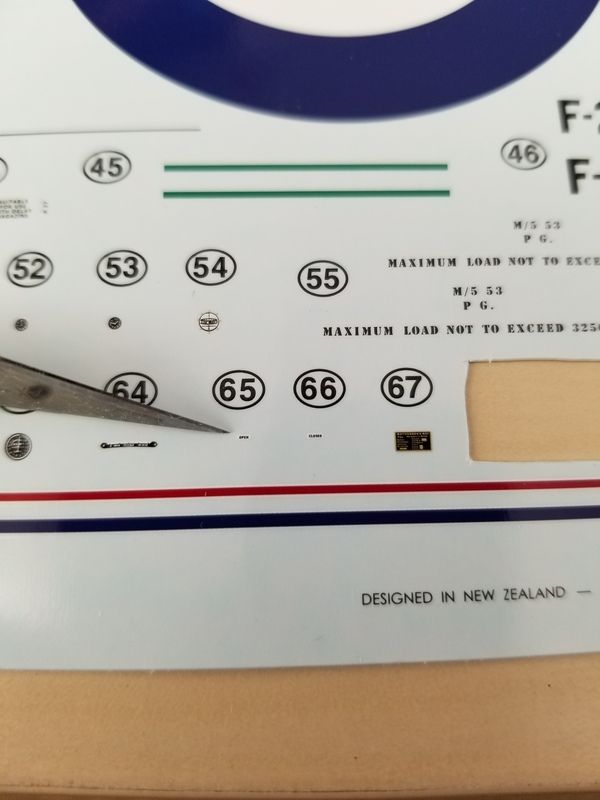 F-
45
46
F-
M/5 53
P G.
52
53
54
55
MAXIMUM LOAD NOT TO EXCE
M/5 53
P G.
MAXIMUM LOAD NOT TO EXCEED 325
64
65
66
67
OPEN
CLOSED
DESIGNED IN NEW ZEALAND —